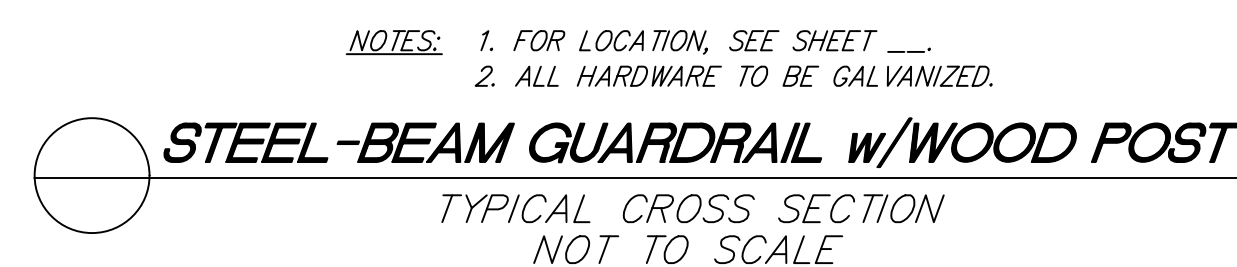 NOTES: 1. FOR LOCATION, SEE SHEET __.
2. ALL HARDWARE TO BE GALVANIZED.
STEEL-BEAM GUARDRAIL w/WOOD POST
TYPICAL CROSS SECTION
NOT TO SCALE